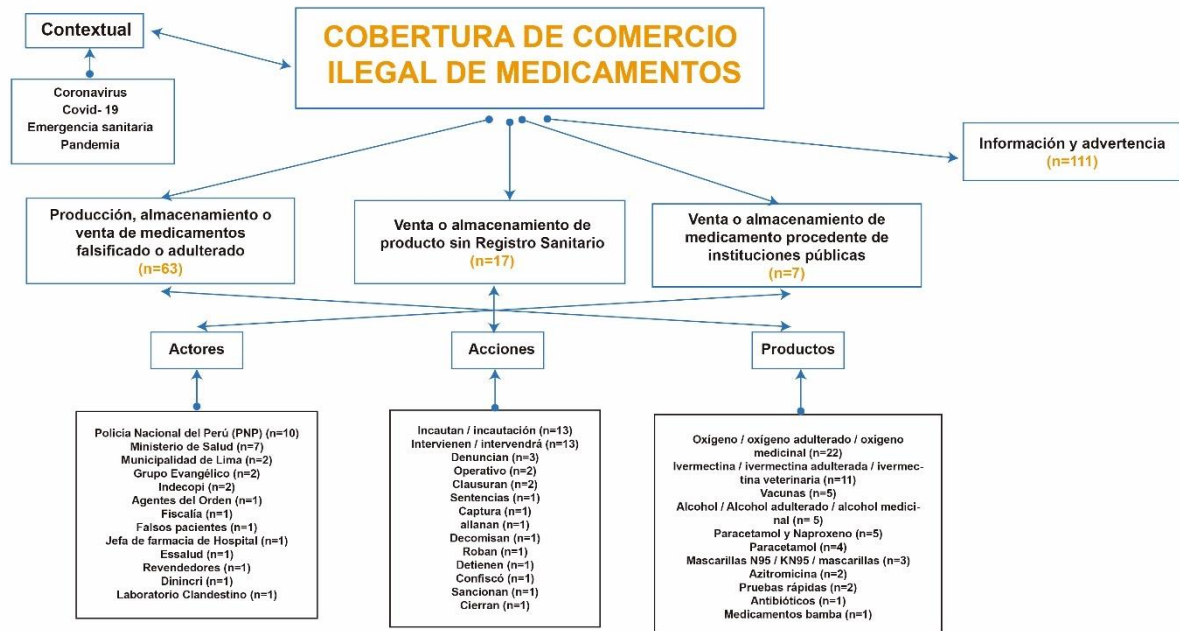 Contextual
COBERTURA DE COMERCIO
ILEGAL DE MEDICAMENTOS
Coronavirus
Covid- 19
Emergencia sanitaria
Pandemia
Información y advertencia
(n=111)
Producción, almacenamiento o
venta de medicamentos
falsificado o adulterado
(n=63)
Venta o almacenamiento de
producto sin Registro Sanitario
(n=17)
Venta o almacenamiento de
medicamento procedente de
instituciones públicas
(n=7)
Actores
Acciones
Productos
Policía Nacional del Perú (PNP) (n=10)
Ministerio de Salud (n=7)
Municipalidad de Lima (n=2)
Grupo Evangélico (n=2)
Indecopi (n=2)
Agentes del Orden (n=1)
Fiscalía (n=1)
Falsos pacientes (n=1)
Jefa de farmacia de Hospital (n=1)
Essalud (n=1)
Revendedores (n=1)
Dinincri (n=1)
Laboratorio Clandestino (n=1)
Incautan / incautación (n=13)
Intervienen / intervendrá (n=13)
Denuncian (n=3)
Operativo (n=2)
Clausuran (n=2)
Sentencias (n=1)
Captura (n=1)
allanan (n=1)
Decomisan (n=1)
Roban (n=1)
Detienen (n=1)
Confiscó (n=1)
Sancionan (n=1)
Cierran (n=1)
Oxígeno / oxígeno adulterado / oxigeno
medicinal (n=22)
Ivermectina / ivermectina adulterada / ivermec-
tina veterinaria (n=11)
Vacunas (n=5)
Alcohol / Alcohol adulterado / alcohol medici-
nal (n= 5)
Paracetamol y Naproxeno (n=5)
Paracetamol (n=4)
Mascarillas N95 / KN95 / mascarillas (n=3)
Azitromicina (n=2)
Pruebas rápidas (n=2)
Antibióticos (n=1)
Medicamentos bamba (n=1)